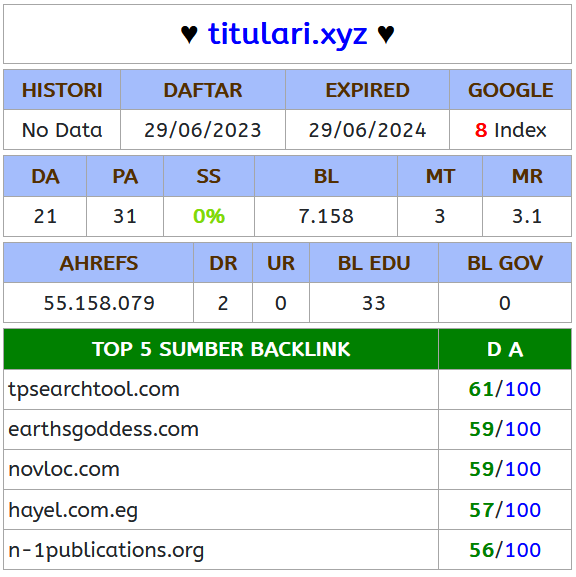 ♥ titulari.xyz ♥
HISTORI DAFTAR EXPIRED GOOGLE
No Data 29/06/2023 29/06/2024 8 Index
DA PA SS BL MT MR
21 31 0% 7.158 3 3.1
AHREFS DR UR BL EDU BL GOV
55.158.079 2 0 33 0
TOP 5 SUMBER BACKLINK D A
tpsearchtool.com 61/100
earthsgoddess.com 59/100
novloc.com 59/100
hayel.com.eg 57/100
n-1publications.org 56/100